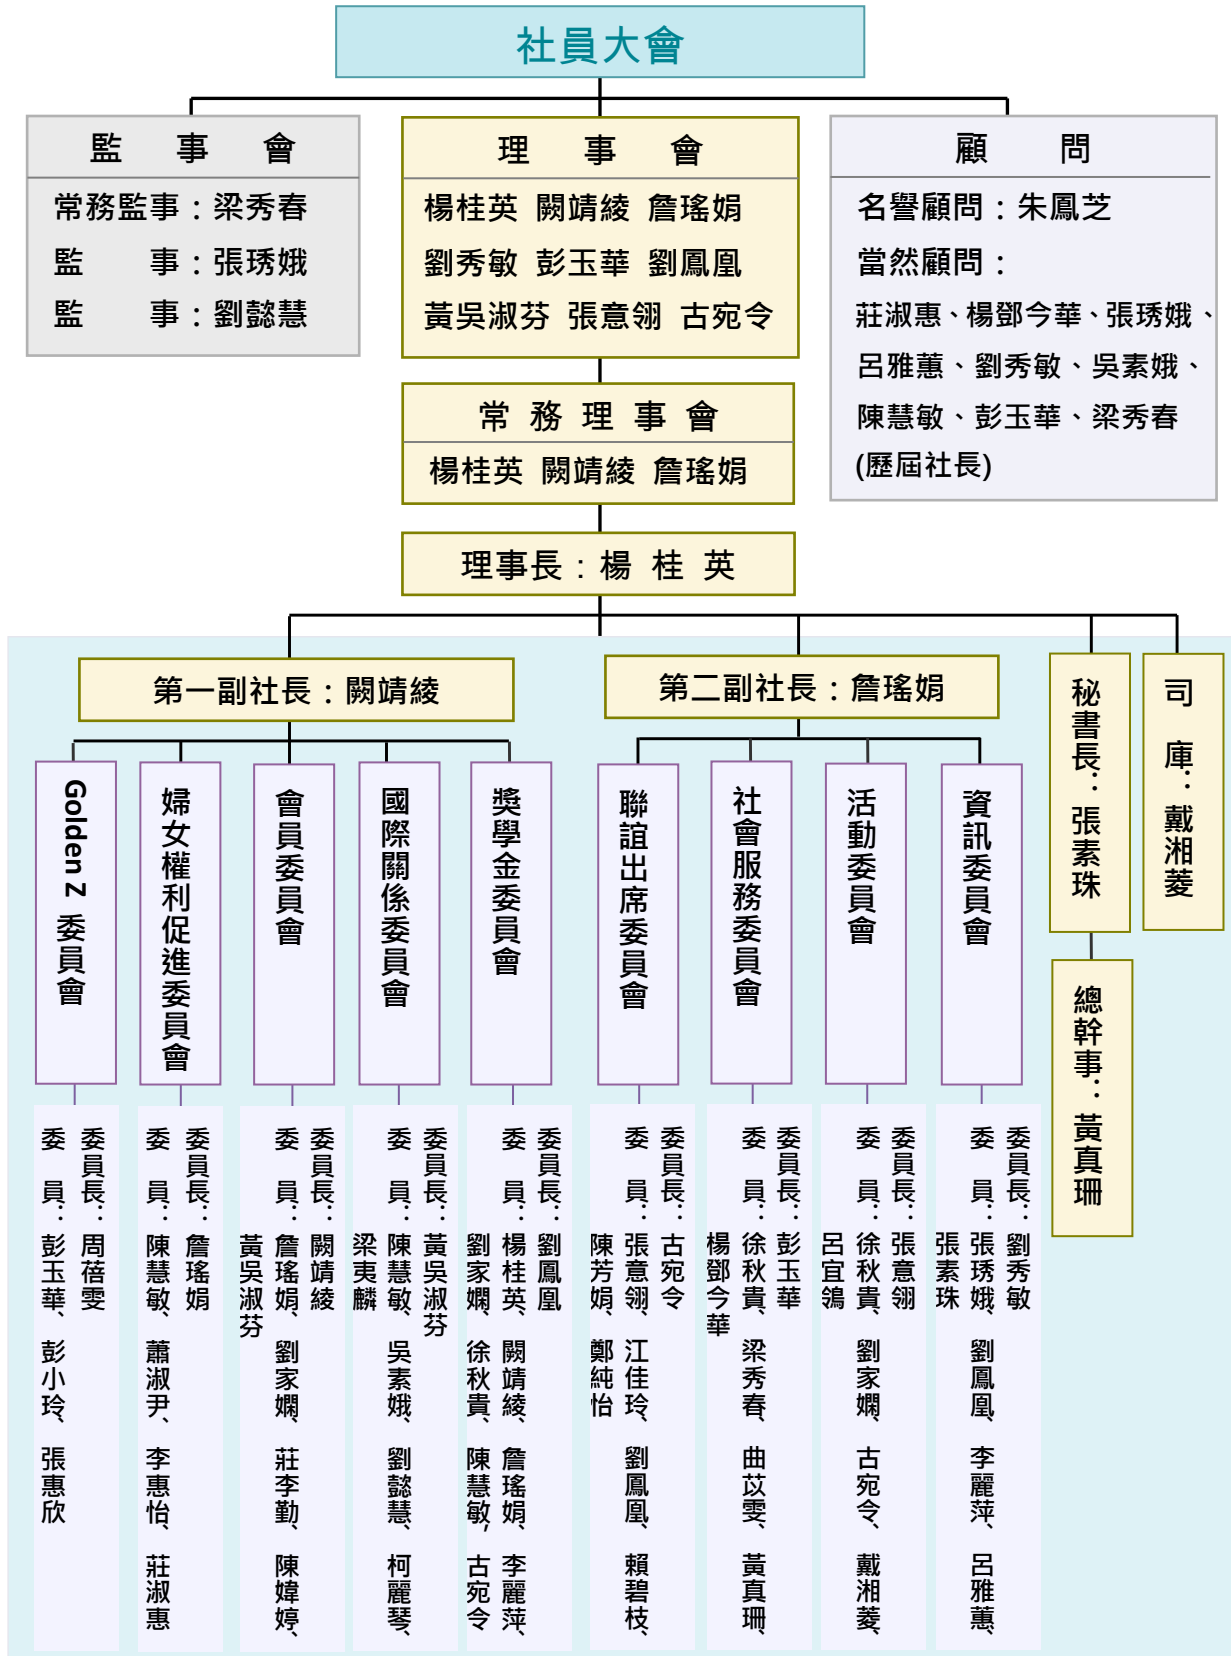 社員大會
監事會
常務監事：梁秀春
監事：張琇娥
監事：劉懿慧
理事會
楊桂英 闕靖綾 詹瑤娟
劉秀敏 彭玉華 劉鳳凰
黃吳淑芬 張意翎 古宛令
顧問
名譽顧問：朱鳳芝
當然顧問：
莊淑惠、楊鄧今華、張琇娥、
呂雅蕙、劉秀敏、吳素娥、
陳慧敏、彭玉華、梁秀春
(歷屆社長)
常務理事會
楊桂英 闕靖綾 詹瑤娟
理事長：楊桂英
第一副社長：闕靖綾
第二副社長：詹瑤娟
秘書長：張素珠
司庫：戴湘菱
總幹事：黃真珊
Golden Z 委員會
婦女權利促進委員會
會員委員會
國際關係委員會
獎學金委員會
聯誼出席委員會
社會服務委員會
活動委員會
資訊委員會
委員長：周蓓雯
委員：彭玉華、彭小玲、張惠欣
委員長：詹瑤娟
委員：陳慧敏、蕭淑尹、李惠怡、莊淑惠
委員長：闕靖綾
委員：詹瑤娟、劉家嫻、莊李勤、陳媁婷、
黃吳淑芬
委員長：黃吳淑芬
委員：陳慧敏、吳素娥、劉懿慧、柯麗琴、
梁夷麟
委員長：劉鳳凰
委員：楊桂英、闕靖綾、詹瑤娟、李麗萍、
劉家嫻、徐秋貴、陳慧敏,古宛令
委員長：古宛令
委員：張意翎、江佳玲、劉鳳凰、賴碧枝、
陳芳娟、鄭純怡
委員長：彭玉華
委員：徐秋貴、梁秀春、曲苡雯、黃真珊、
楊鄧今華
委員長：張意翎
委員：徐秋貴、劉家嫻、古宛令、戴湘菱、
呂宜鴒
委員長：劉秀敏
委員：張琇娥、劉鳳凰、李麗萍、呂雅蕙、
張素珠